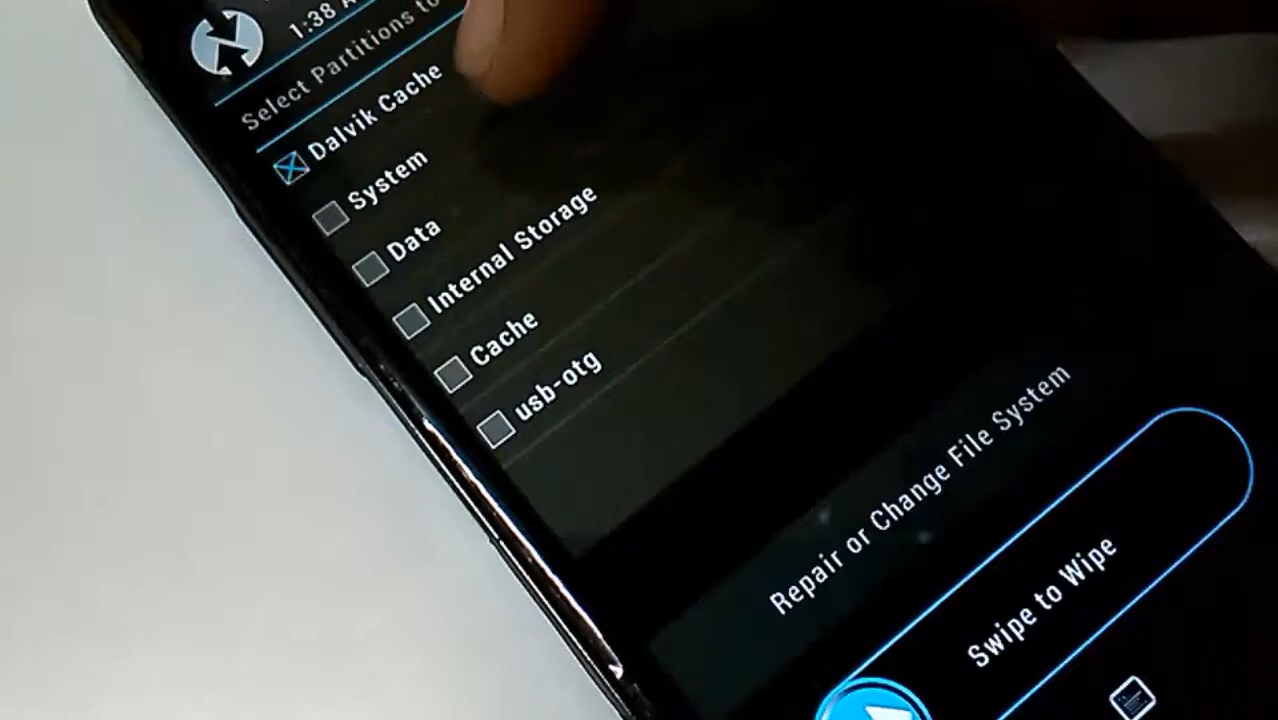 1:38
Select Partitions to
Dalvik Cache
System
Data
Internal Storage
Cache
usb-otg
Repair or Change File System
Swipe to Wipe